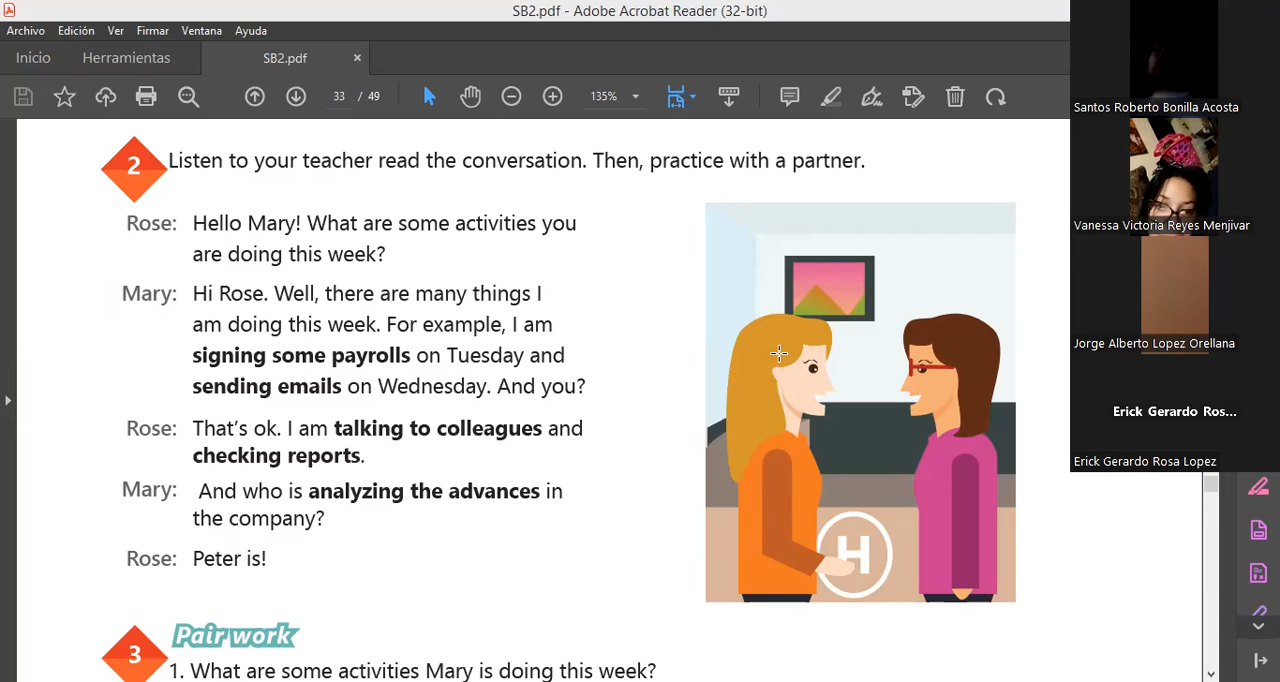 SB2.pdf - Adobe Acrobat Reader (32-bit)
Archivo Edición Ver Firmar Ventana Ayuda
Inicio Herramientas SB2.pdf ×
33 / 49 135%
2 Listen to your teacher read the conversation. Then, practice with a partner.
Rose: Hello Mary! What are some activities you
are doing this week?
Mary: Hi Rose. Well, there are many things I
am doing this week. For example, I am
signing some payrolls on Tuesday and
sending emails on Wednesday. And you?
Rose: That's ok. I am talking to colleagues and
checking reports.
Mary: And who is analyzing the advances in
the company?
Rose: Peter is!
H
Pair work
3 1. What are some activities Mary is doing this week?
Santos Roberto Bonilla Acosta
Vanessa Victoria Reyes Menjivar
Jorge Alberto Lopez Orellana
Erick Gerardo Ros...
Erick Gerardo Rosa Lopez